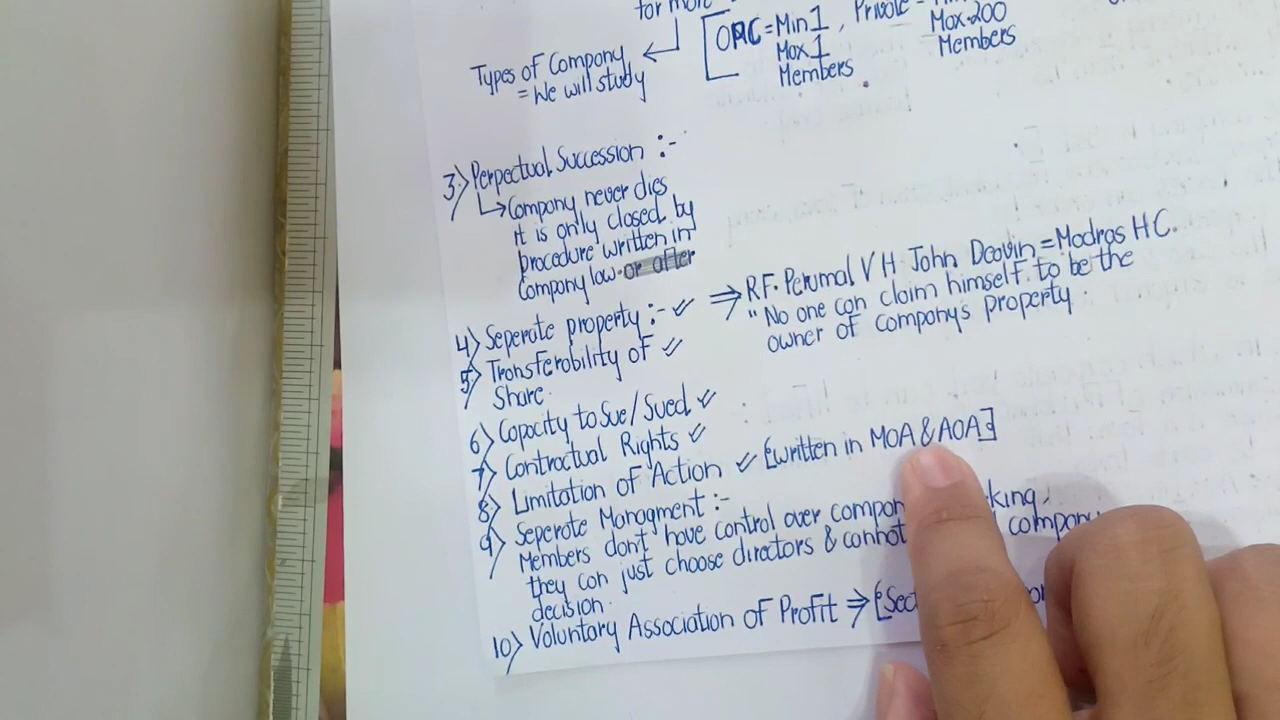 for more
[OPC = Min 1 , Private -
Max 1
Members
Max.200
Members
Types of Company
= We will study
3) Perpectual Succession :-
Company never dies
it is only closed by
procedure written in
Company law. or after
4) Seperate property :- ✓ ⇒ R.F. Perumal V H. John Deavin = Madras H C.
"No one can claim himself to be the
owner of company's property.
5) Transferability of ✓
Share.
6) Capacity to Sue / Sued ✓
7) Contractual Rights ✓
8) Limitation of Action ✓ [written in MOA & AOA]
9) Seperate Managment :-
Members don't have control over
they can just choose directors & cannot company
decision.
10) Voluntary Association of Profit ⇒